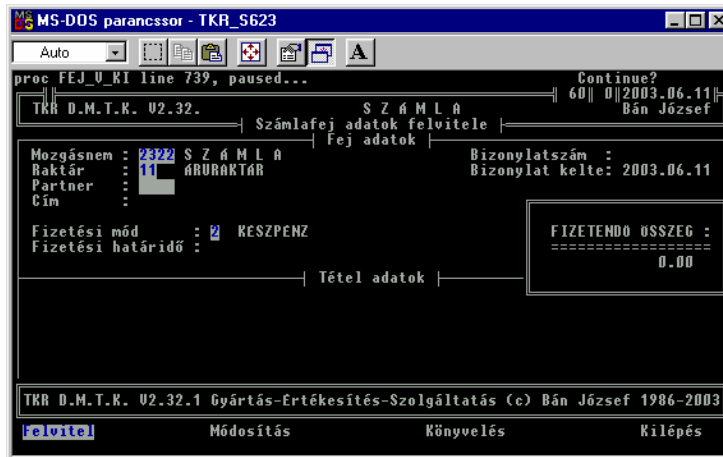 MS-DOS parancssor - TKR_S623
Auto
proc FEJ_V_KI line 739, paused... Continue?
60 0 2003.06.11
TKR D.M.T.K. V2.32. S Z Á M L A Bán József
Számlafej adatok felvitele
Fej adatok
Mozgásnem : 2322 S Z Á M L A Bizonylatszám :
Raktár : 11 ÁRURAKTÁR Bizonylat kelte: 2003.06.11
Partner :
Cím :
Fizetési mód : 2 KÉSZPÉNZ FIZETENDÖ ÖSSZEG :
Fizetési határidő : ==================
0.00
Tétel adatok
TKR D.M.T.K. V2.32.1 Gyártás-Értékesítés-Szolgáltatás (c) Bán József 1986-2003
Felvitel Módosítás Könyvelés Kilépés